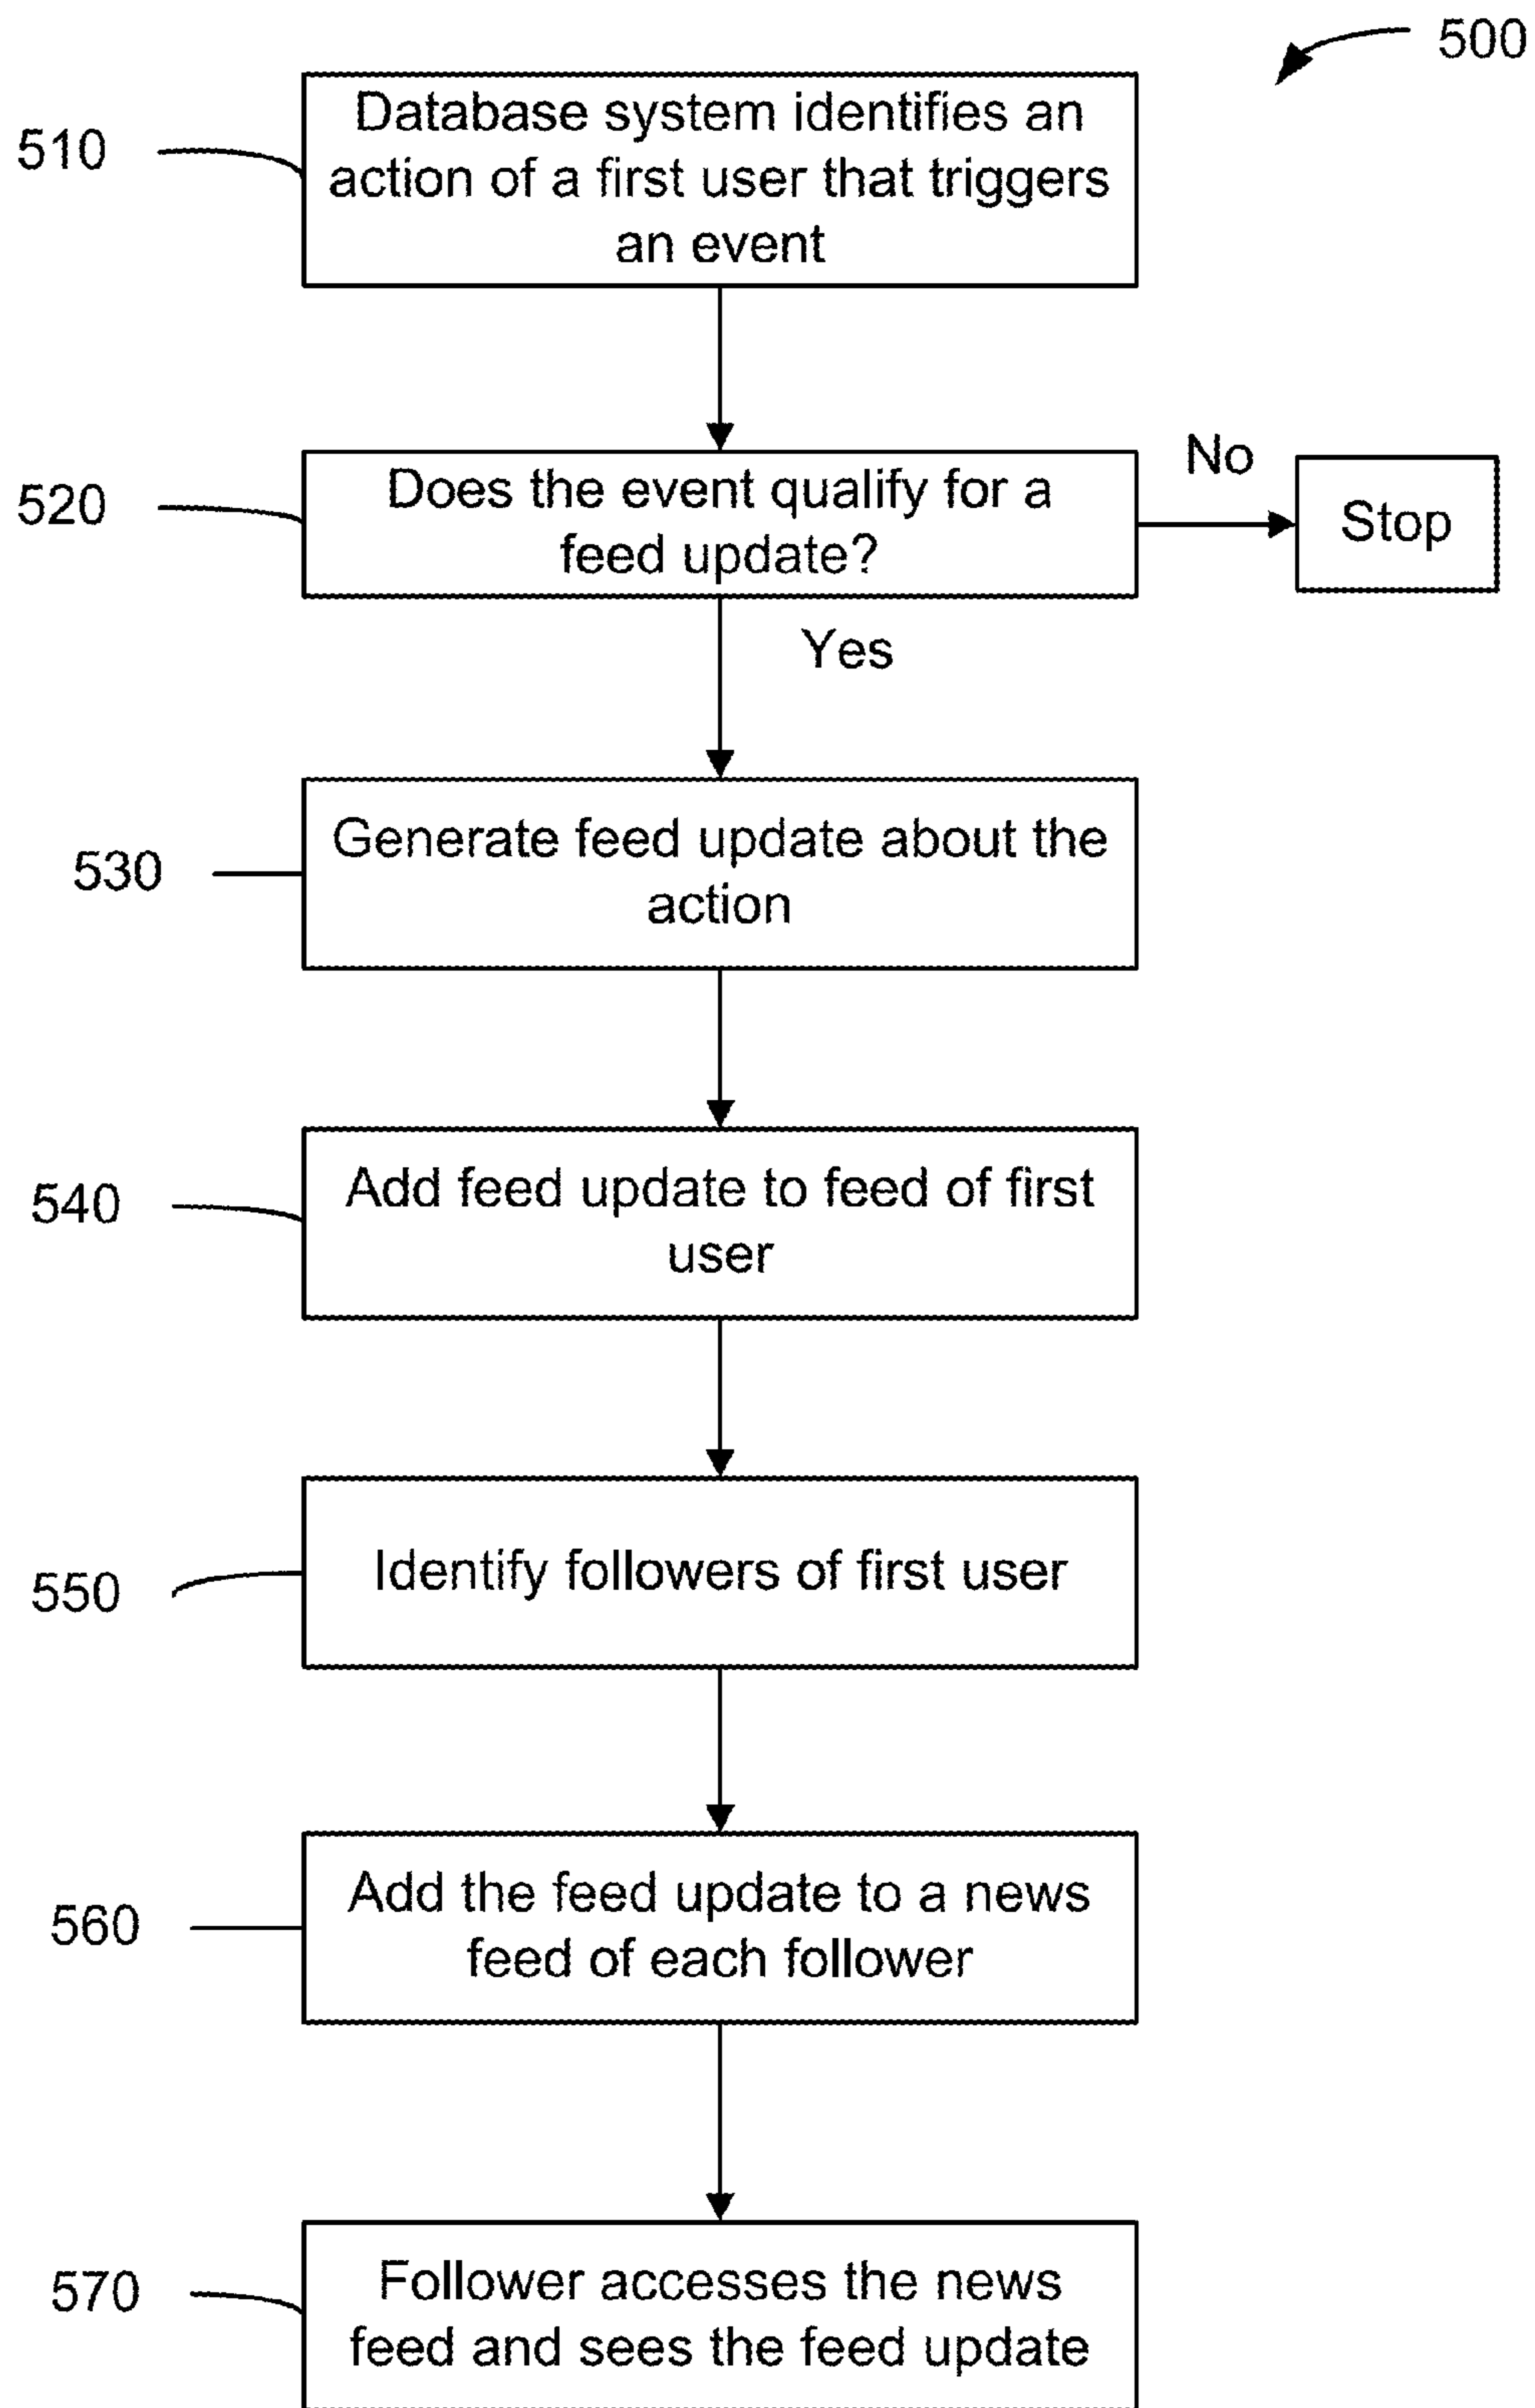 500
510
Database system identifies an
action of a first user that triggers
an event
520
Does the event qualify for a
feed update?
No
Stop
Yes
530
Generate feed update about the
action
540
Add feed update to feed of first
user
550
Identify followers of first user
560
Add the feed update to a news
feed of each follower
570
Follower accesses the news
feed and sees the feed update